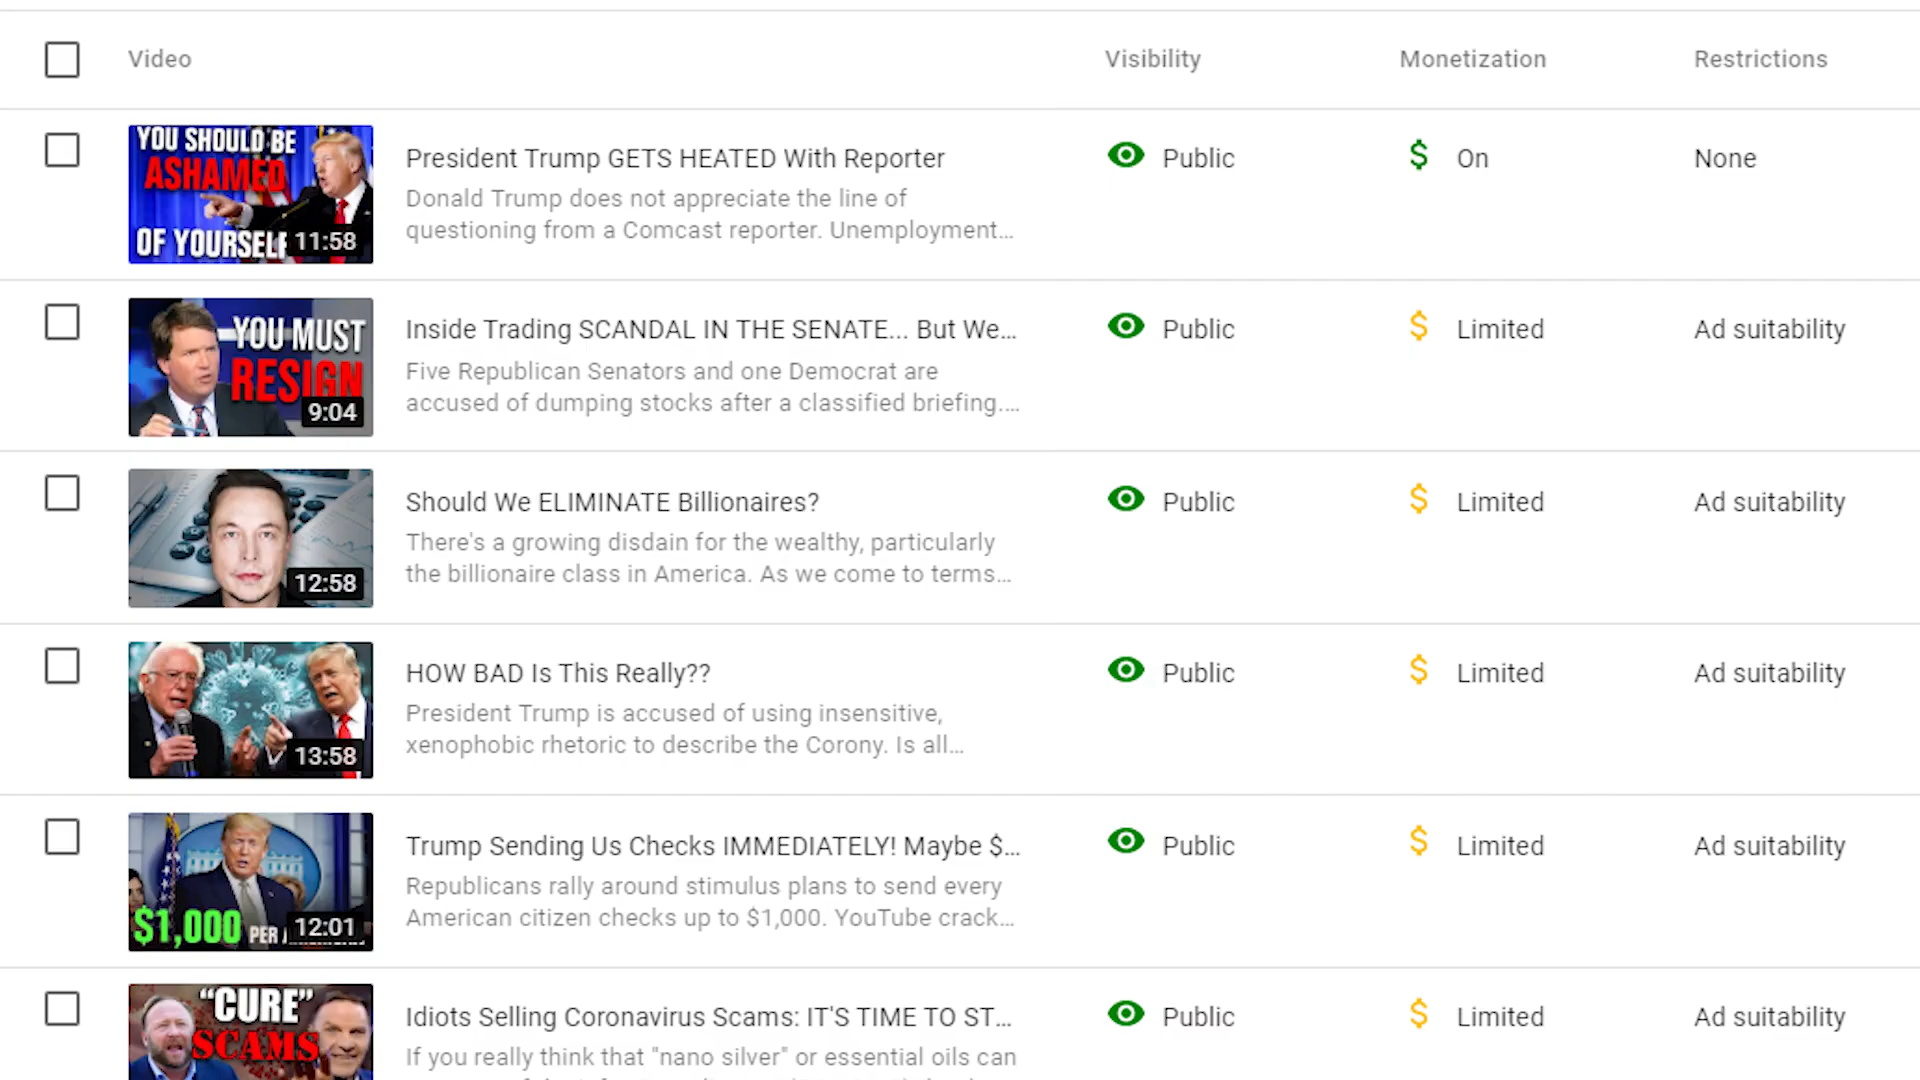 Video Visibility Monetization Restrictions
YOU SHOULD BE
ASHAMED
OF YOURSELF
11:58
President Trump GETS HEATED With Reporter
Donald Trump does not appreciate the line of
questioning from a Comcast reporter. Unemployment...
Public
$ On
None
YOU MUST
RESIGN
9:04
Inside Trading SCANDAL IN THE SENATE... But We...
Five Republican Senators and one Democrat are
accused of dumping stocks after a classified briefing....
Public
$ Limited
Ad suitability
12:58
Should We ELIMINATE Billionaires?
There's a growing disdain for the wealthy, particularly
the billionaire class in America. As we come to terms...
Public
$ Limited
Ad suitability
13:58
HOW BAD Is This Really??
President Trump is accused of using insensitive,
xenophobic rhetoric to describe the Corony. Is all...
Public
$ Limited
Ad suitability
$1,000 PER
12:01
Trump Sending Us Checks IMMEDIATELY! Maybe $...
Republicans rally around stimulus plans to send every
American citizen checks up to $1,000. YouTube crack...
Public
$ Limited
Ad suitability
"CURE"
SCAMS
Idiots Selling Coronavirus Scams: IT'S TIME TO ST...
If you really think that "nano silver" or essential oils can
Public
$ Limited
Ad suitability